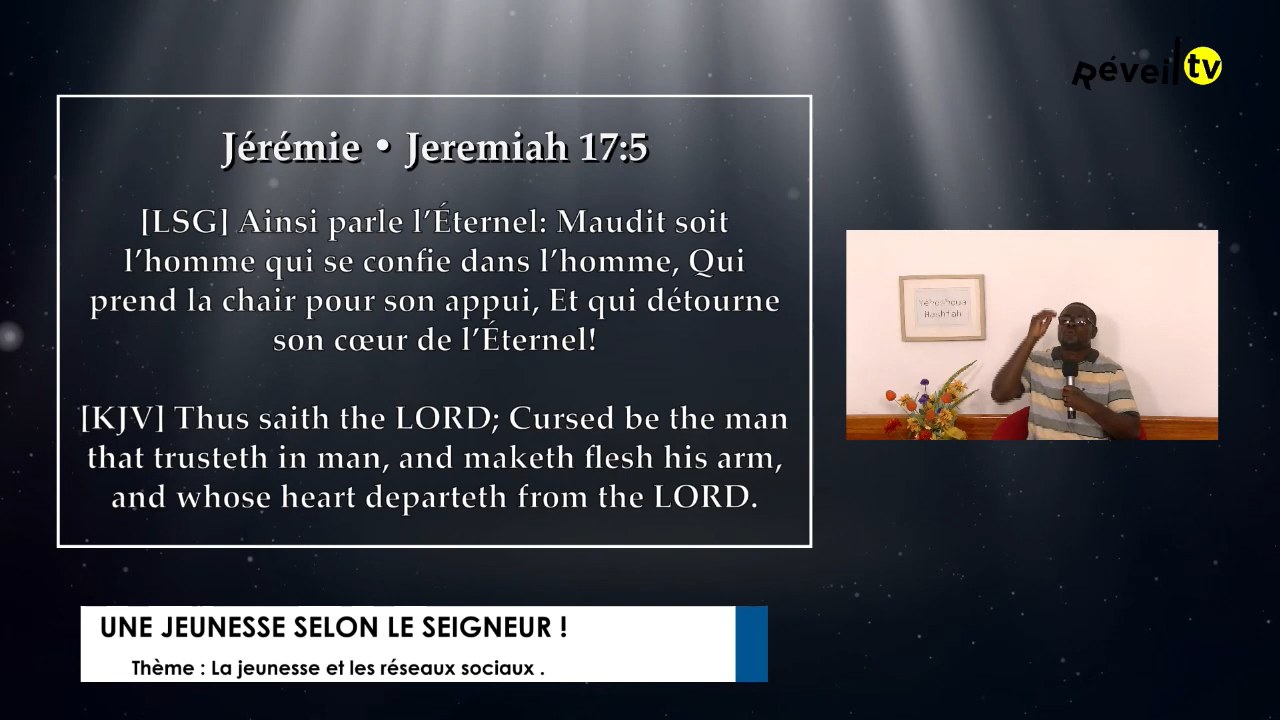 Réveil tv
Jérémie • Jeremiah 17:5
[LSG] Ainsi parle l’Éternel: Maudit soit
l’homme qui se confie dans l’homme, Qui
prend la chair pour son appui, Et qui détourne
son cœur de l’Éternel!
[KJV] Thus saith the LORD; Cursed be the man
that trusteth in man, and maketh flesh his arm,
and whose heart departeth from the LORD.
UNE JEUNESSE SELON LE SEIGNEUR !
Thème : La jeunesse et les réseaux sociaux .